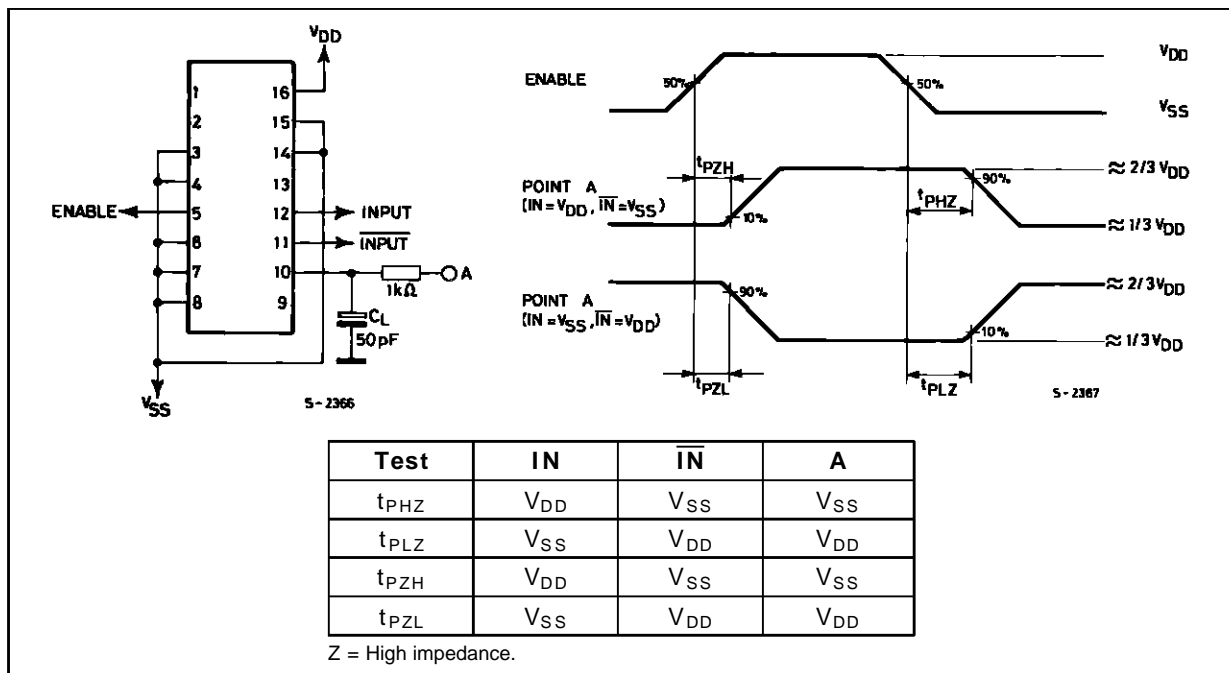 VDD
1 16
2 15
3 14
4 13
ENABLE 5 12 INPUT
6 11 INPUT
7 10 A
8 9
1kΩ
CL
50pF
VSS
S-2366
ENABLE 50% 50% VDD
VSS
tPZH
POINT A
(IN=VDD, IN=VSS)
10% tPHZ 90% ≈ 2/3 VDD
≈ 1/3 VDD
POINT A
(IN=VSS, IN=VDD)
90% 10% ≈ 2/3 VDD
≈ 1/3 VDD
tPZL tPLZ
S-2367
Test IN IN A
tPHZ VDD VSS VSS
tPLZ VSS VDD VDD
tPZH VDD VSS VSS
tPZL VSS VDD VDD
Z = High impedance.